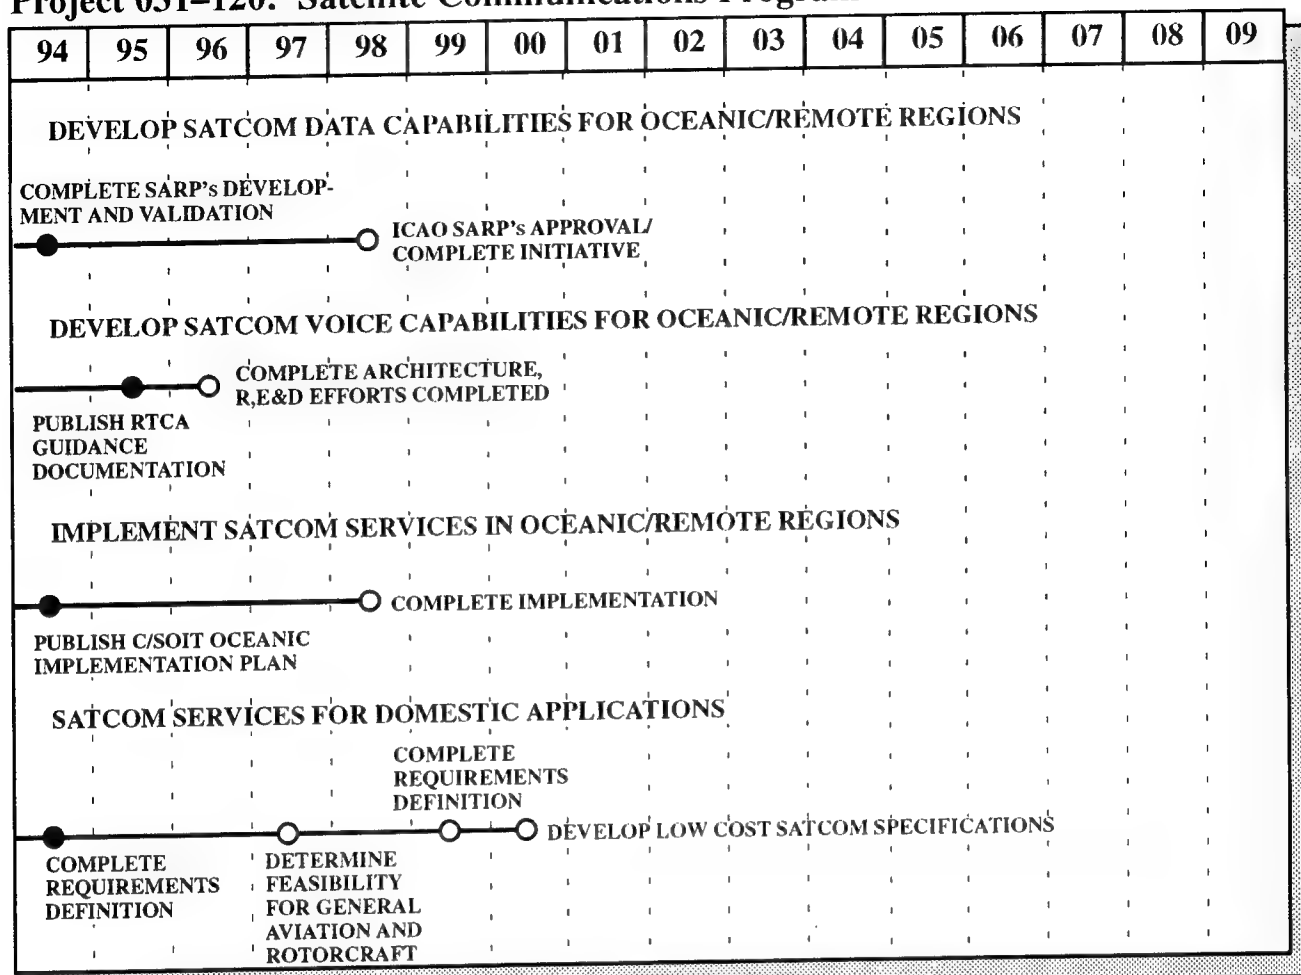 Project 031–120: Satellite Communications Program
94 95 96 97 98 99 00 01 02 03 04 05 06 07 08 09
DEVELOP SATCOM DATA CAPABILITIES FOR OCEANIC/REMOTE REGIONS
COMPLETE SARP's DEVELOP-
MENT AND VALIDATION
ICAO SARP's APPROVAL/
COMPLETE INITIATIVE
DEVELOP SATCOM VOICE CAPABILITIES FOR OCEANIC/REMOTE REGIONS
COMPLETE ARCHITECTURE,
R,E&D EFFORTS COMPLETED
PUBLISH RTCA
GUIDANCE
DOCUMENTATION
IMPLEMENT SATCOM SERVICES IN OCEANIC/REMOTE REGIONS
COMPLETE IMPLEMENTATION
PUBLISH C/SOIT OCEANIC
IMPLEMENTATION PLAN
SATCOM SERVICES FOR DOMESTIC APPLICATIONS
COMPLETE
REQUIREMENTS
DEFINITION
DEVELOP LOW COST SATCOM SPECIFICATIONS
COMPLETE
REQUIREMENTS
DEFINITION
DETERMINE
FEASIBILITY
FOR GENERAL
AVIATION AND
ROTORCRAFT